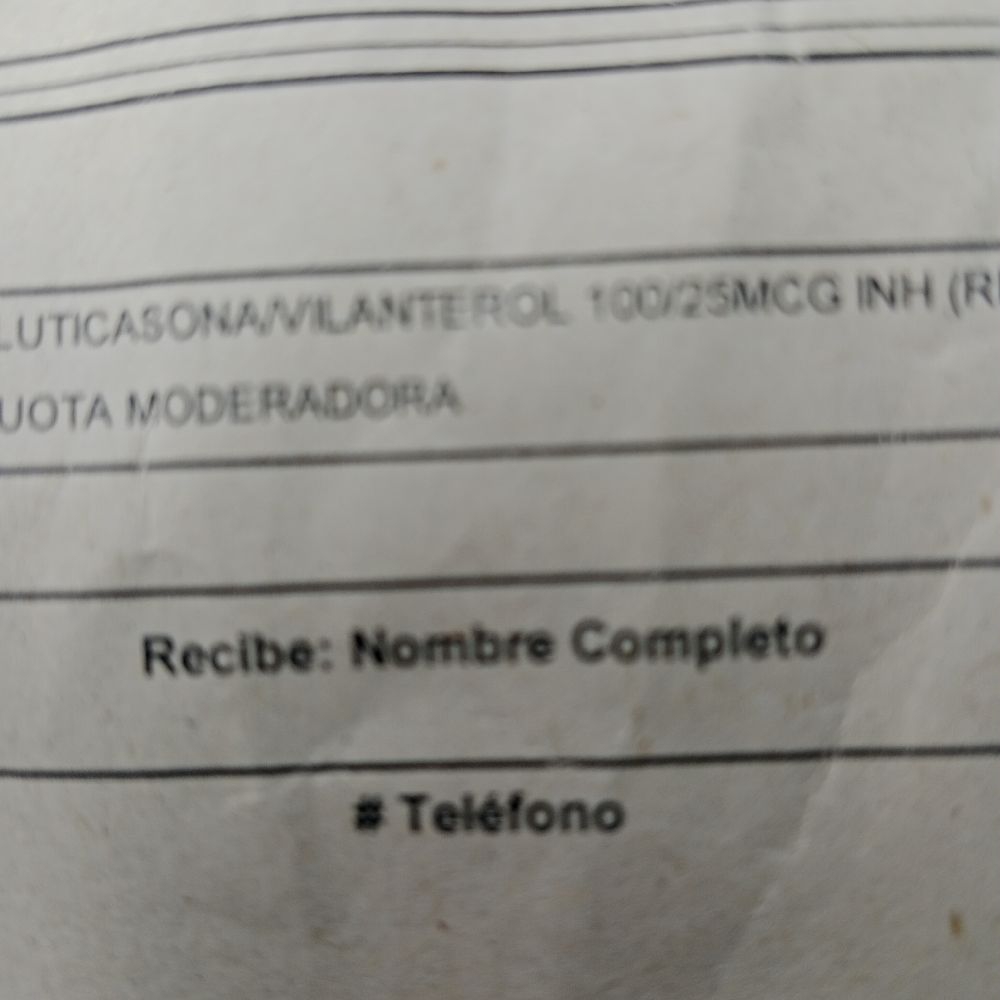 LUTICASONA/VILANTEROL 100/25MCG INH (R
UOTA MODERADORA
Recibe: Nombre Completo
# Teléfono